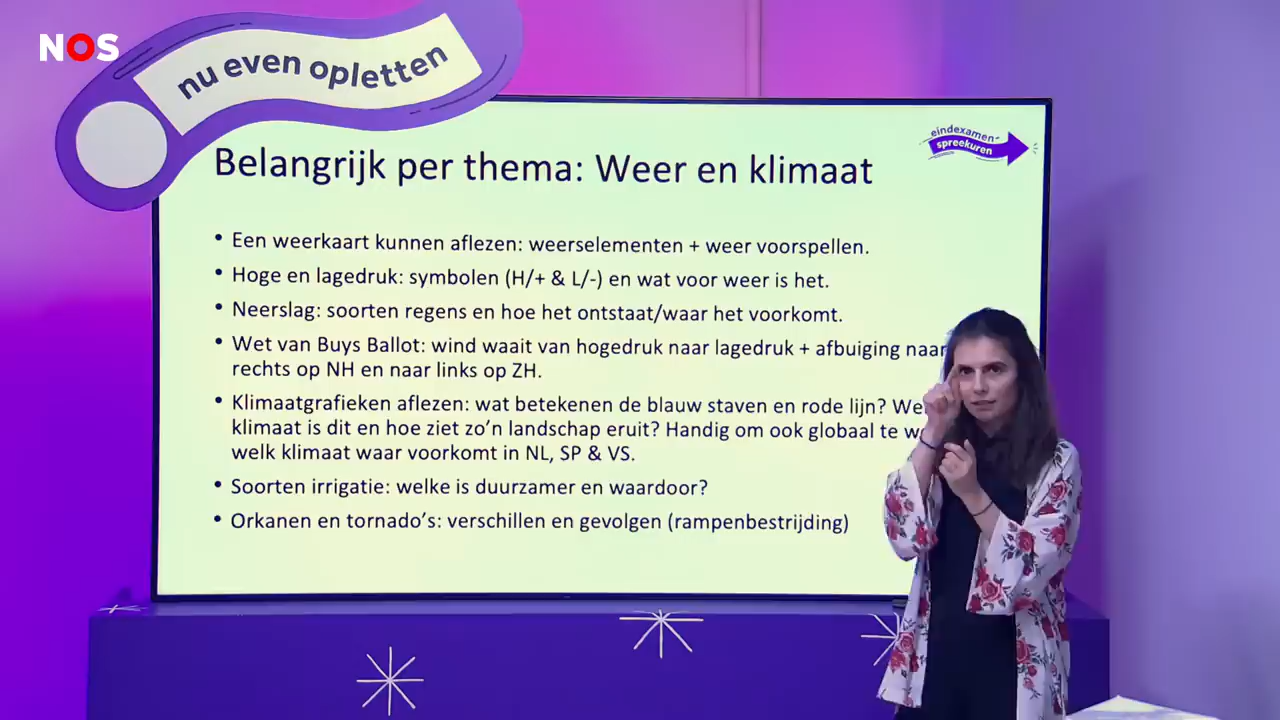 NOS
nu even opletten
eindexamen-
spreekuren
Belangrijk per thema: Weer en klimaat
• Een weerkaart kunnen aflezen: weerselementen + weer voorspellen.
• Hoge en lagedruk: symbolen (H/+ & L/-) en wat voor weer is het.
• Neerslag: soorten regens en hoe het ontstaat/waar het voorkomt.
• Wet van Buys Ballot: wind waait van hogedruk naar lagedruk + afbuiging naar
rechts op NH en naar links op ZH.
• Klimaatgrafieken aflezen: wat betekenen de blauw staven en rode lijn?
klimaat is dit en hoe ziet zo’n landschap eruit? Handig om ook globaal te
welk klimaat waar voorkomt in NL, SP & VS.
• Soorten irrigatie: welke is duurzamer en waardoor?
• Orkanen en tornado’s: verschillen en gevolgen (rampenbestrijding)